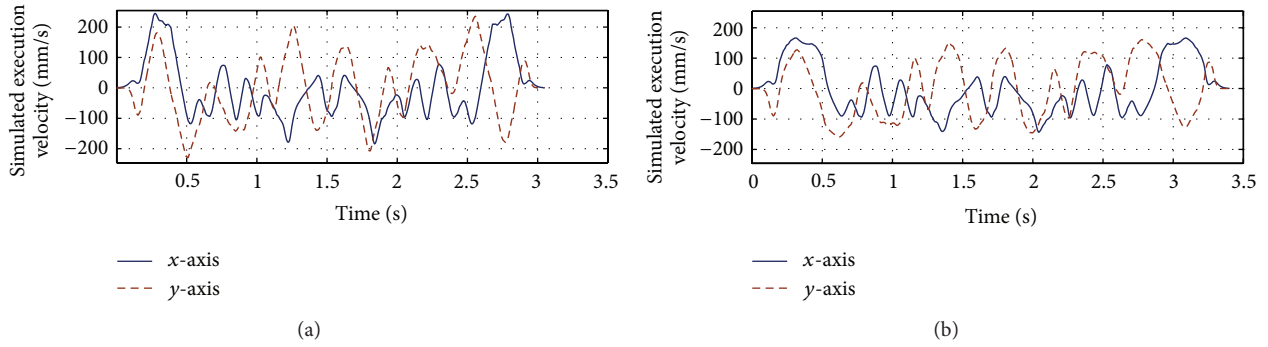 Simulated execution
velocity (mm/s)
200
100
0
−100
−200
0.5 1 1.5 2 2.5 3 3.5
Time (s)
x-axis
y-axis
(a)
Simulated execution
velocity (mm/s)
200
100
0
−100
−200
0 0.5 1 1.5 2 2.5 3 3.5
Time (s)
x-axis
y-axis
(b)